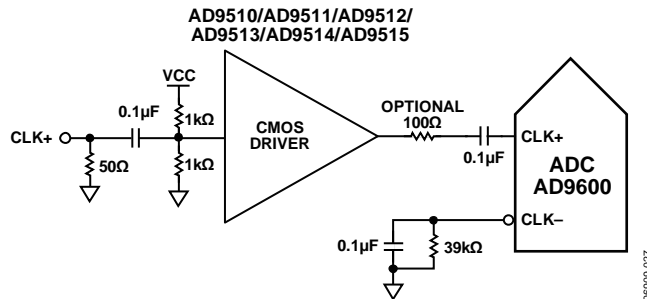 AD9510/AD9511/AD9512/
AD9513/AD9514/AD9515
VCC
0.1µF
1kΩ
CLK+
50Ω
1kΩ
CMOS
DRIVER
OPTIONAL
100Ω
0.1µF
CLK+
ADC
AD9600
CLK–
0.1µF
39kΩ